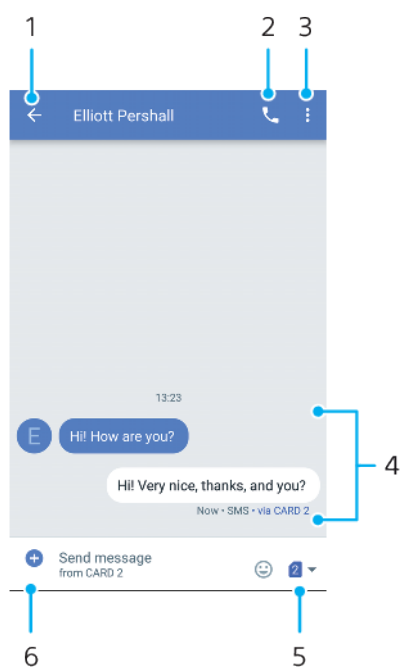 1 2 3
Elliott Pershall
13:23
E Hi! How are you?
4
Hi! Very nice, thanks, and you?
Now • SMS • via CARD 2
Send message
from CARD 2
2
6 5